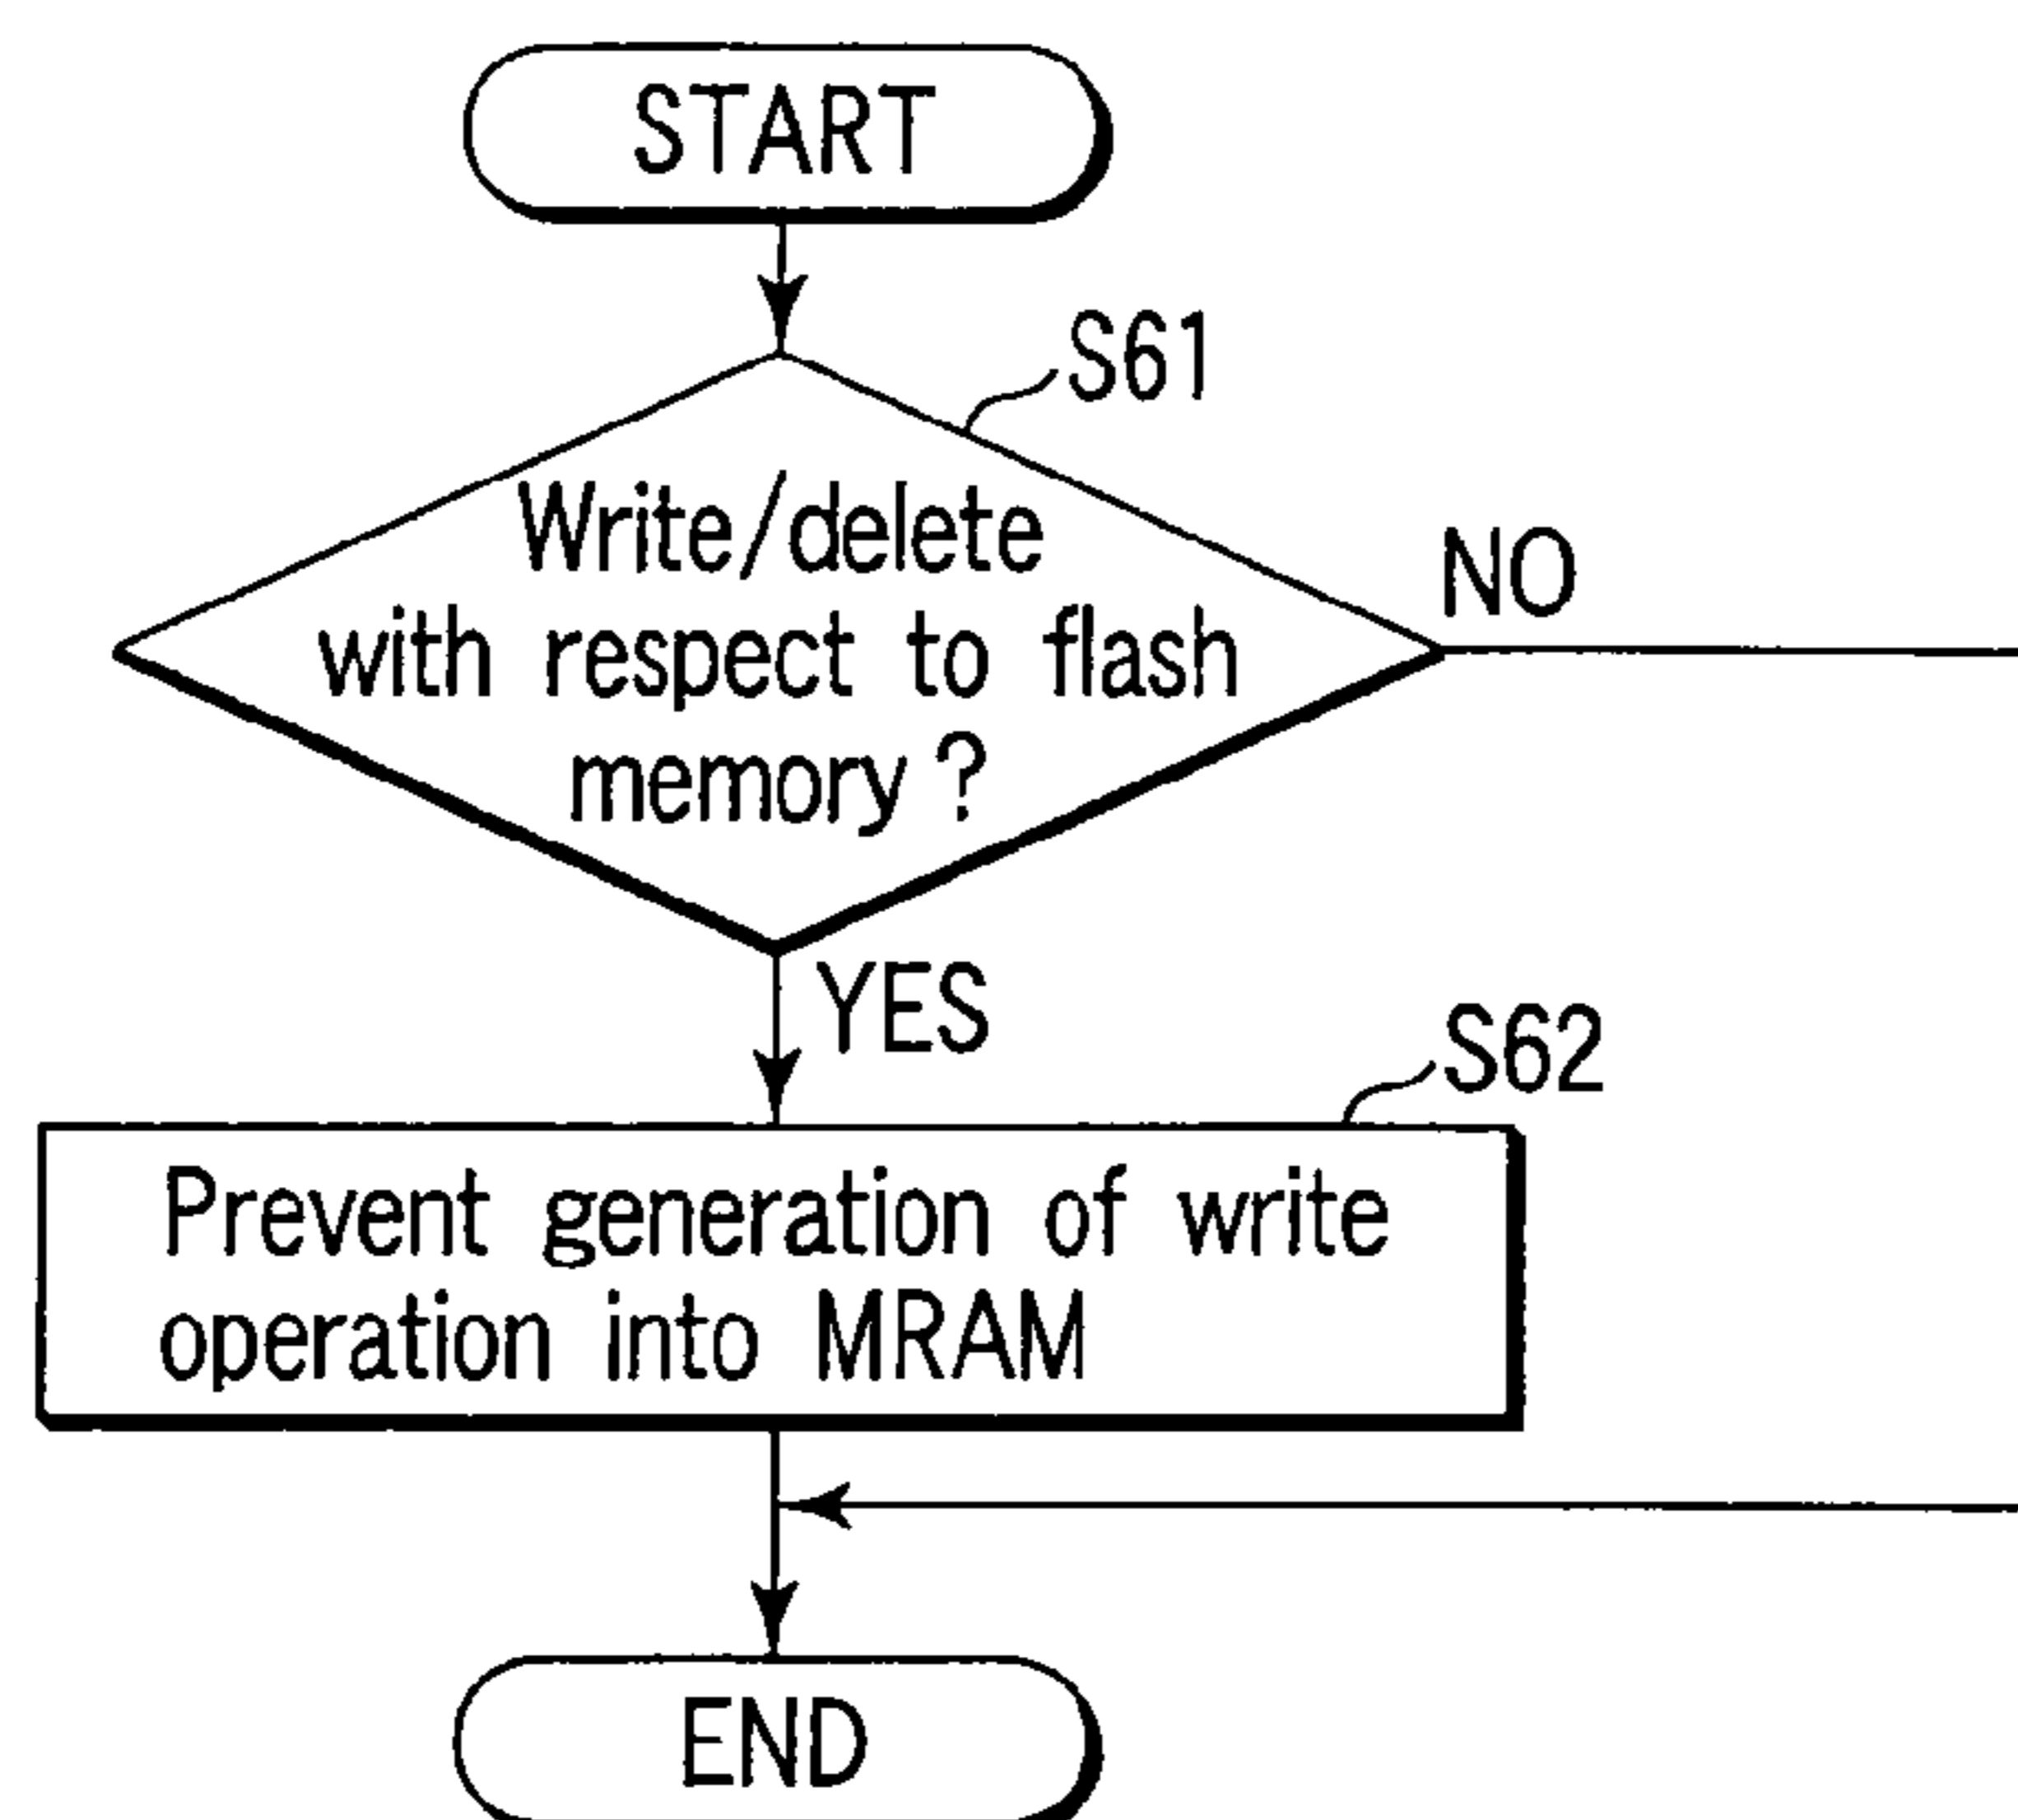 START
S61
Write/delete
with respect to flash
memory?
NO
YES
S62
Prevent generation of write
operation into MRAM
END